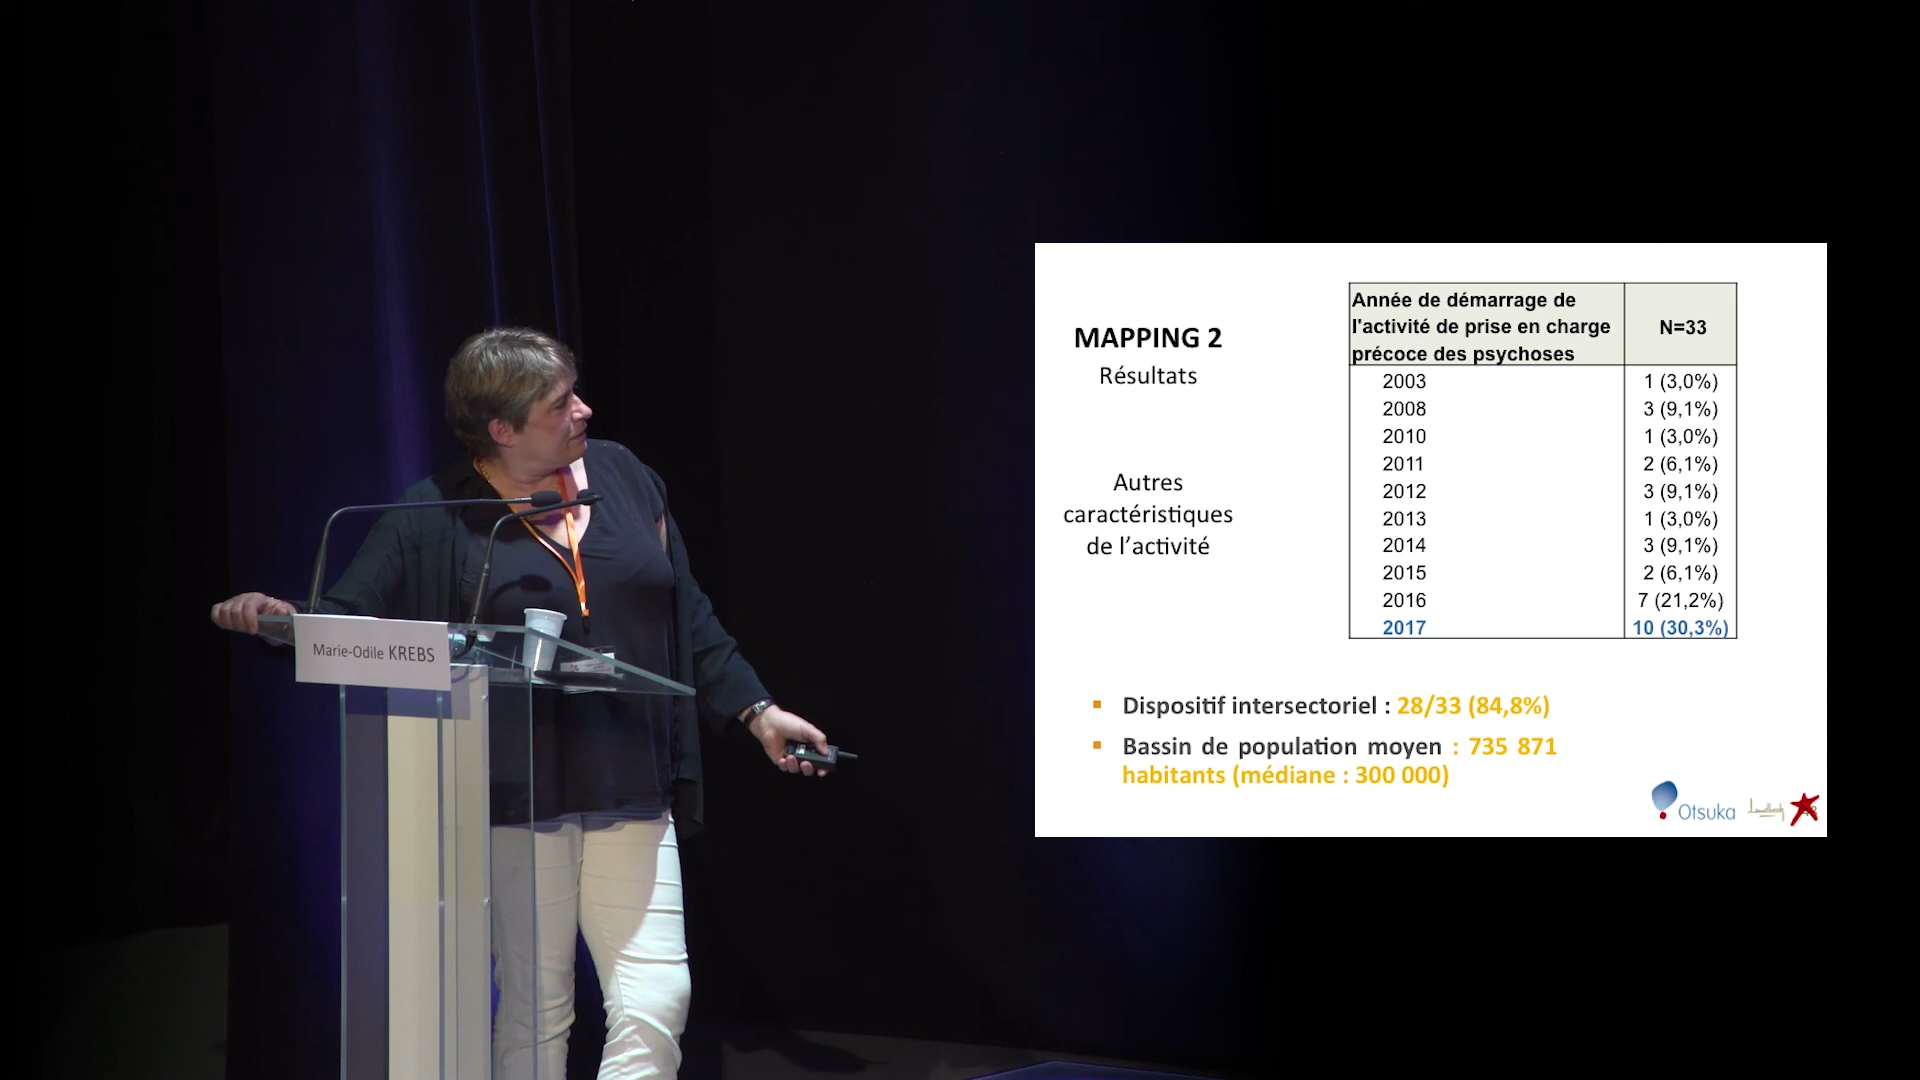 Marie-Odile KREBS
MAPPING 2
Résultats
Autres
caractéristiques
de l’activité
Année de démarrage de
l'activité de prise en charge
précoce des psychoses
N=33
2003 1 (3,0%)
2008 3 (9,1%)
2010 1 (3,0%)
2011 2 (6,1%)
2012 3 (9,1%)
2013 1 (3,0%)
2014 3 (9,1%)
2015 2 (6,1%)
2016 7 (21,2%)
2017 10 (30,3%)
▪ Dispositif intersectoriel : 28/33 (84,8%)
▪ Bassin de population moyen : 735 871
habitants (médiane : 300 000)
Otsuka